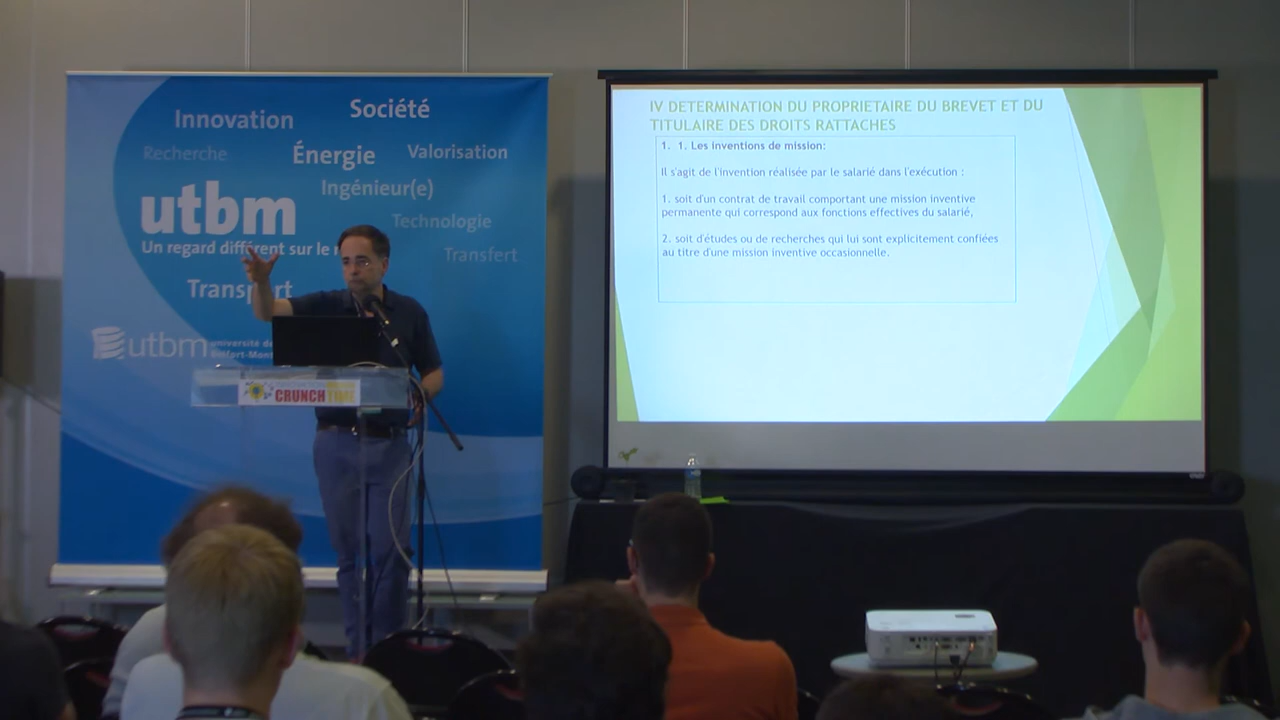 Innovation
Société
Recherche
Énergie
Valorisation
Ingénieur(e)
utbm
Technologie
Un regard différent sur le
Transfert
Transport
utbm
université de
CRUNCH TIME
IV DETERMINATION DU PROPRIETAIRE DU BREVET ET DU
TITULAIRE DES DROITS RATTACHES
1. 1. Les inventions de mission:
Il s'agit de l'invention réalisée par le salarié dans l'exécution :
1. soit d'un contrat de travail comportant une mission inventive
permanente qui correspond aux fonctions effectives du salarié,
2. soit d'études ou de recherches qui lui sont explicitement confiées
au titre d'une mission inventive occasionnelle.